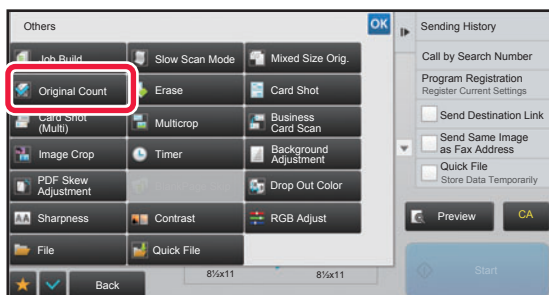 Others
OK
Job Build
Slow Scan Mode
Mixed Size Orig.
Original Count
Erase
Card Shot
Card Shot
(Multi)
Multicrop
Business
Card Scan
Image Crop
Timer
Background
Adjustment
PDF Skew
Adjustment
Drop Out Color
AA Sharpness
Contrast
RGB Adjust
File
Quick File
Back
8½x11
8½x11
Sending History
Call by Search Number
Program Registration
Register Current Settings
Send Destination Link
Send Same Image
as Fax Address
Quick File
Store Data Temporarily
Preview
CA
Start